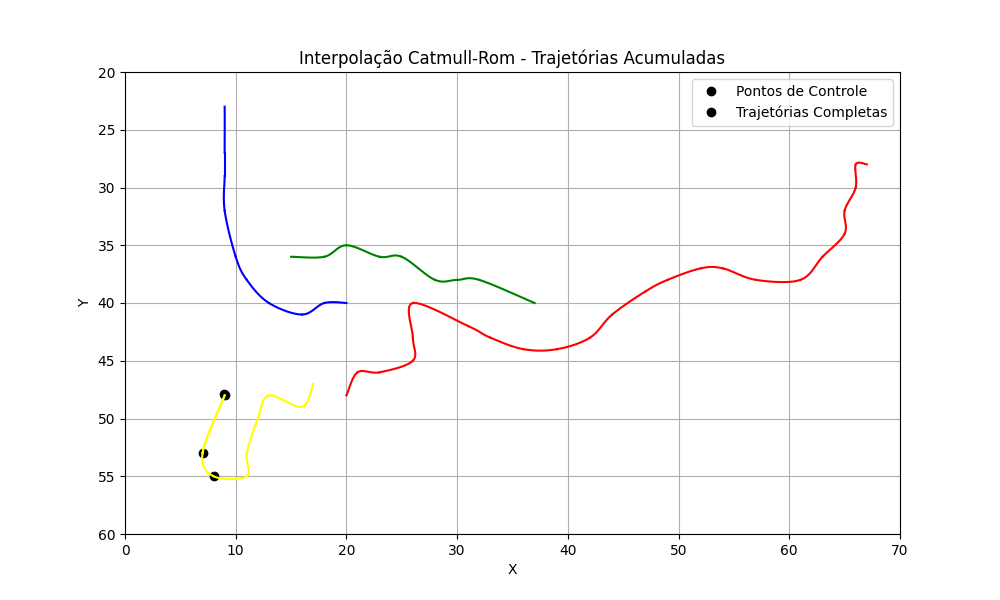 Interpolação Catmull-Rom - Trajetórias Acumuladas
Pontos de Controle
Trajetórias Completas
20
25
30
35
40
45
50
55
60
Y
0 10 20 30 40 50 60 70
X